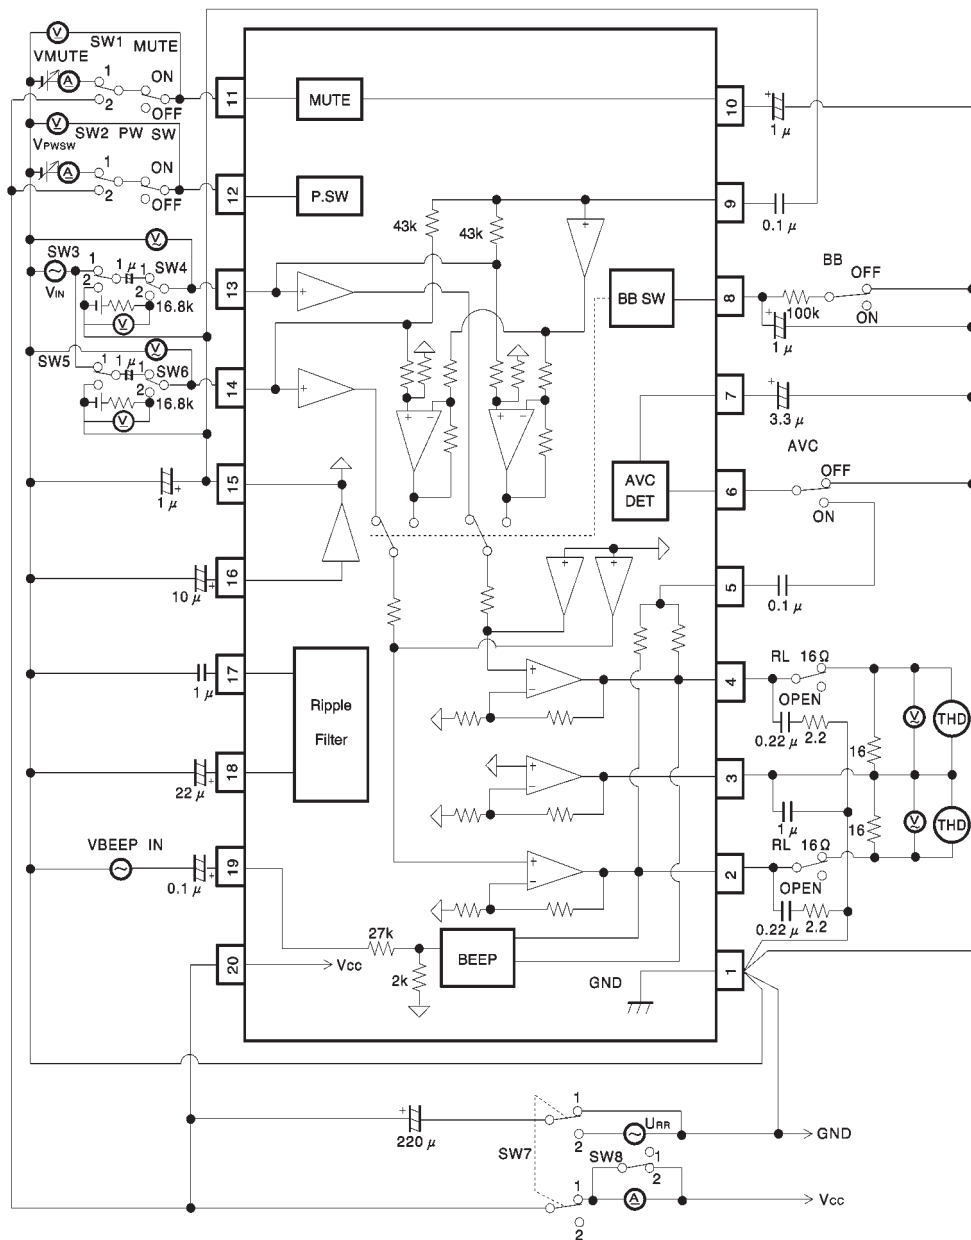 V SW1 MUTE
VMUTE
A 1 ON
2 OFF
V SW2 PW SW
VPWSW
A 1 ON
2 OFF
V
SW3 1 1 μ 1 SW4
VIN 2 2 16.8k
V
V
SW5 1 μ 1 SW6
2 16.8k
V
1 μ +
10 μ +
1 μ
22 μ +
VBEEP IN
0.1 μ +
11
12
13
14
15
16
17
18
19
20
MUTE
P.SW
43k
43k
+
+
+
+ −
+ −
BB SW
AVC
DET
+
+
+
−
+
−
+
−
Ripple
Filter
27k
2k
BEEP
Vcc
GND
10
9
8
7
6
5
4
3
2
1
+
1 μ
0.1 μ
BB OFF
100k ON
+
1 μ
+
3.3 μ
AVC
OFF
ON
0.1 μ
RL 16Ω
OPEN
0.22 μ 2.2
16
V
THD
1 μ
16
V
THD
RL 16Ω
OPEN
0.22 μ 2.2
+
220 μ
SW7
1
2
URR
GND
SW8 1
2
1
A
2
Vcc